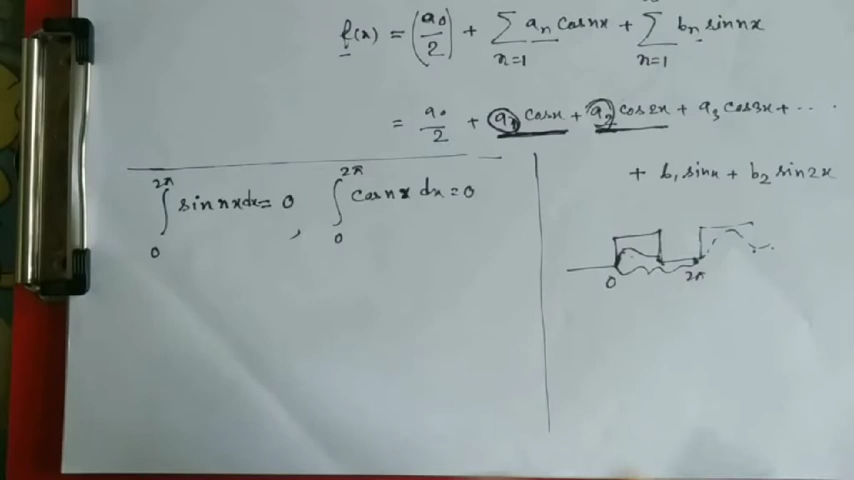 f(x) = (a₀/2) + ∑ₙ₌₁ aₙ cosnx + ∑ₙ₌₁ bₙ sinnx
= a₀/2 + a₁ cosx + a₂ cos2x + a₃ cos3x + ...
+ b₁ sinx + b₂ sin2x
∫₀^2π sinnxdx = 0 , ∫₀^2π cosnx dx = 0
0 2π